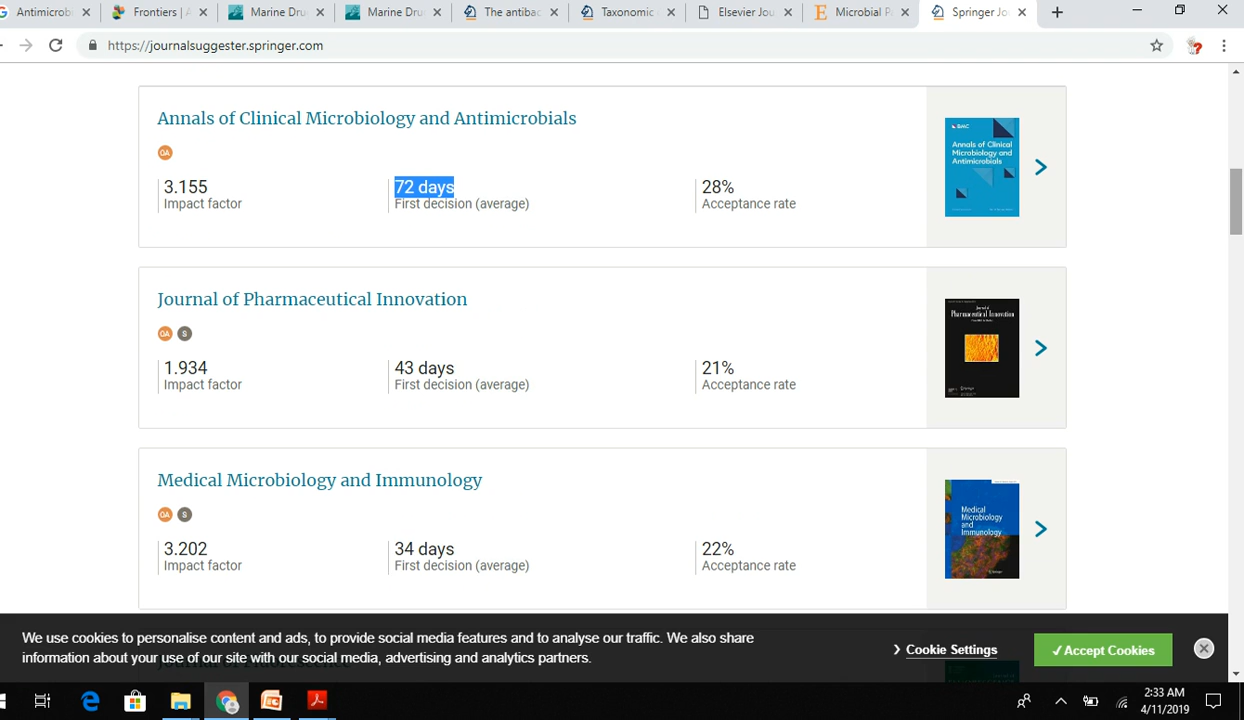 Antimicrob
Frontiers | A
Marine Dru
Marine Dru
The antibac
Taxonomic
Elsevier Jou
Microbial P
Springer Jo
https://journalsuggester.springer.com
Annals of Clinical Microbiology and Antimicrobials
OA
3.155
72 days
28%
Impact factor
First decision (average)
Acceptance rate
BMC
Annals of Clinical
Microbiology and
Antimicrobials
Journal of Pharmaceutical Innovation
OA S
1.934
43 days
21%
Impact factor
First decision (average)
Acceptance rate
Journal of
Pharmaceutical Innovation
Medical Microbiology and Immunology
OA S
3.202
34 days
22%
Impact factor
First decision (average)
Acceptance rate
Medical
Microbiology
and
Immunology
Springer
We use cookies to personalise content and ads, to provide social media features and to analyse our traffic. We also share
information about your use of our site with our social media, advertising and analytics partners.
Cookie Settings
✓Accept Cookies
Journal of Fluorescence
2:33 AM
4/11/2019